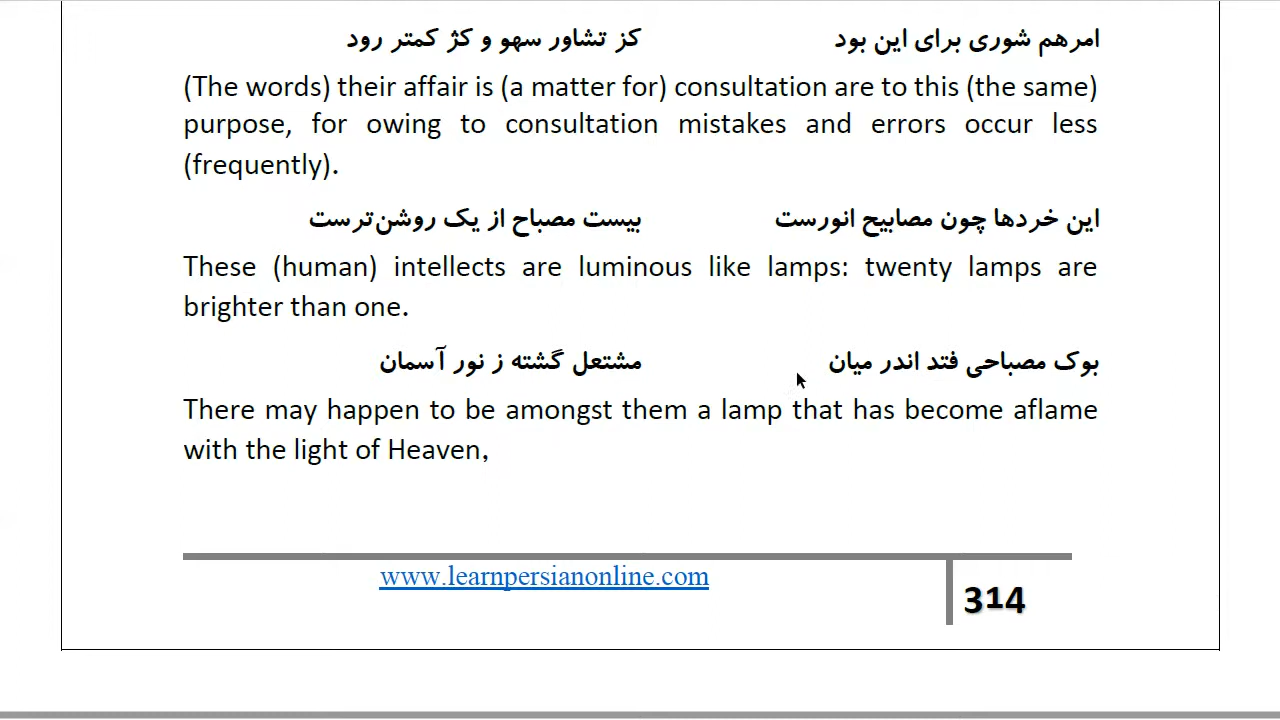 امرهم شوری برای این بود کز تشاور سهو و کژ کمتر رود
(The words) their affair is (a matter for) consultation are to this (the same)
purpose, for owing to consultation mistakes and errors occur less
(frequently).
این خردها چون مصابیح انورست بیست مصباح از یک روشن‌ترست
These (human) intellects are luminous like lamps: twenty lamps are
brighter than one.
بوک مصباحی فتد اندر میان مشتعل گشته ز نور آسمان
There may happen to be amongst them a lamp that has become aflame
with the light of Heaven,
www.learnpersianonline.com
314